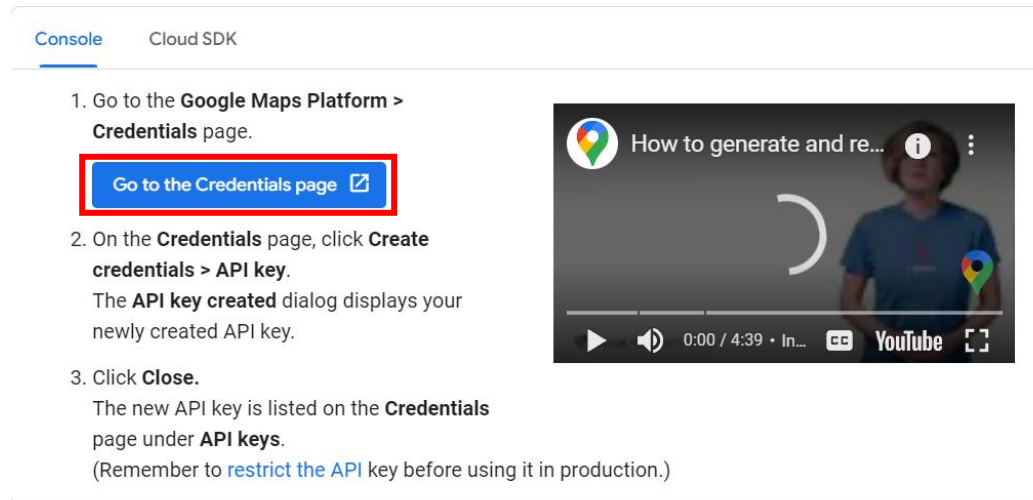 Console Cloud SDK
1. Go to the Google Maps Platform >
Credentials page.
Go to the Credentials page
2. On the Credentials page, click Create
credentials > API key.
The API key created dialog displays your
newly created API key.
3. Click Close.
The new API key is listed on the Credentials
page under API keys.
(Remember to restrict the API key before using it in production.)
How to generate and re...
0:00 / 4:39 • In... CC YouTube